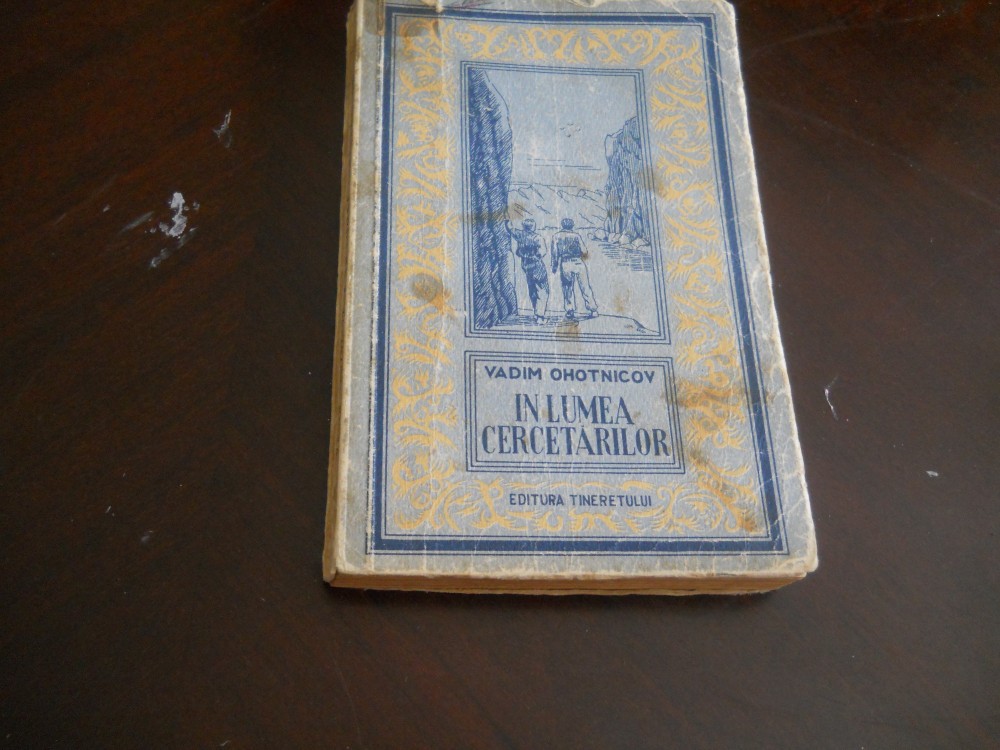 VADIM OHOTNICOV
IN LUMEA
CERCETĂRILOR
EDITURA TINERETULUI